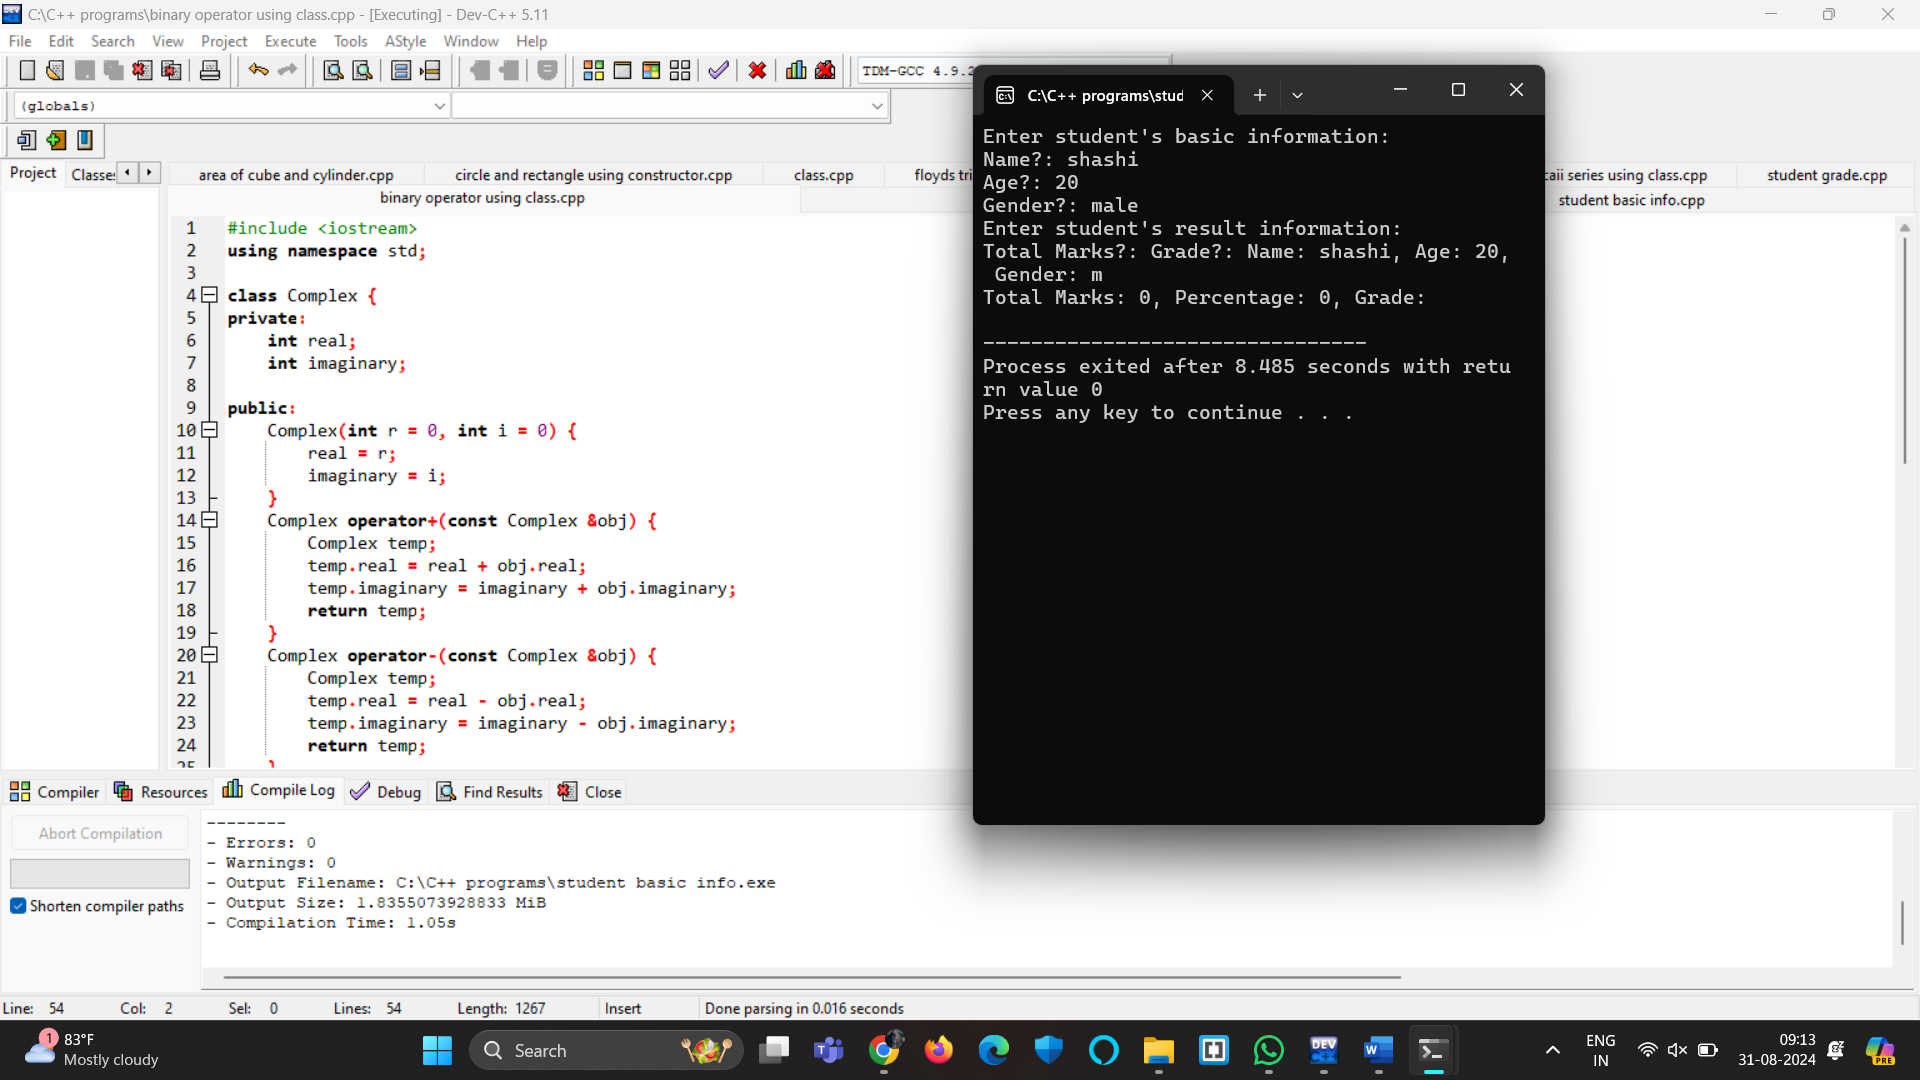 C:\C++ programs\binary operator using class.cpp - [Executing] - Dev-C++ 5.11
File Edit Search View Project Execute Tools AStyle Window Help
TDM-GCC 4.9.2
(globals)
Project Classes
area of cube and cylinder.cpp circle and rectangle using constructor.cpp class.cpp floyds tri caii series using class.cpp student grade.cpp
binary operator using class.cpp student basic info.cpp
1 #include <iostream>
2 using namespace std;
3
4 class Complex {
5 private:
6 int real;
7 int imaginary;
8
9 public:
10 Complex(int r = 0, int i = 0) {
11 real = r;
12 imaginary = i;
13 }
14 Complex operator+(const Complex &obj) {
15 Complex temp;
16 temp.real = real + obj.real;
17 temp.imaginary = imaginary + obj.imaginary;
18 return temp;
19 }
20 Complex operator-(const Complex &obj) {
21 Complex temp;
22 temp.real = real - obj.real;
23 temp.imaginary = imaginary - obj.imaginary;
24 return temp;
25 }
C:\C++ programs\stud
Enter student's basic information:
Name?: shashi
Age?: 20
Gender?: male
Enter student's result information:
Total Marks?: Grade?: Name: shashi, Age: 20,
Gender: m
Total Marks: 0, Percentage: 0, Grade:
--------------------------------
Process exited after 8.485 seconds with retu
rn value 0
Press any key to continue . . .
Compiler Resources Compile Log Debug Find Results Close
Abort Compilation
Shorten compiler paths
--------
- Errors: 0
- Warnings: 0
- Output Filename: C:\C++ programs\student basic info.exe
- Output Size: 1.8355073928833 MiB
- Compilation Time: 1.05s
Line: 54 Col: 2 Sel: 0 Lines: 54 Length: 1267 Insert Done parsing in 0.016 seconds
1
83°F
Mostly cloudy
Search
DEV
ENG
IN
09:13
31-08-2024
PRE